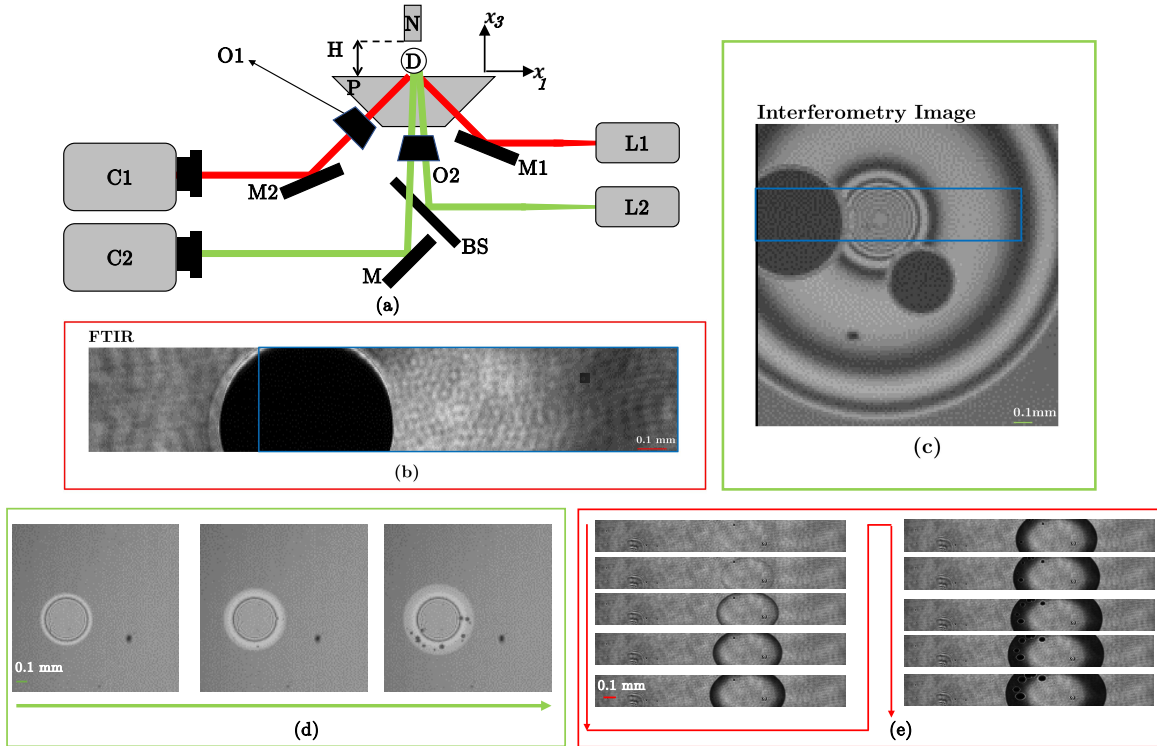 N
x3
H
D
O1
P
x1
L1
M1
C1
M2
O2
L2
BS
C2
M
(a)
Interferometry Image
0.1mm
(c)
FTIR
0.1 mm
(b)
0.1 mm
(d)
0.1 mm
(e)